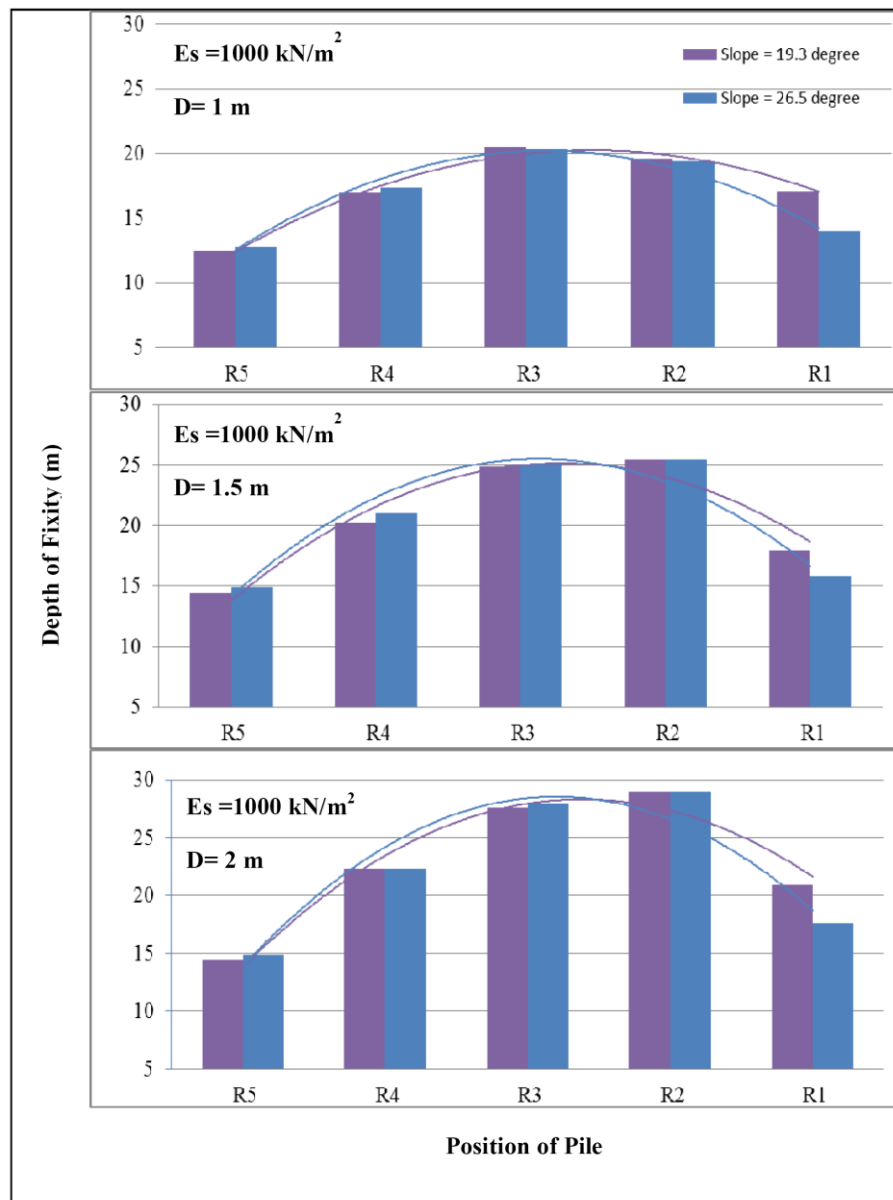 Depth of Fixity (m)
30
25
20
15
10
5
Es =1000 kN/m²
D= 1 m
Slope = 19.3 degree
Slope = 26.5 degree
R5 R4 R3 R2 R1
30
25
20
15
10
5
Es =1000 kN/m²
D= 1.5 m
R5 R4 R3 R2 R1
30
25
20
15
10
5
Es =1000 kN/m²
D= 2 m
R5 R4 R3 R2 R1
Position of Pile